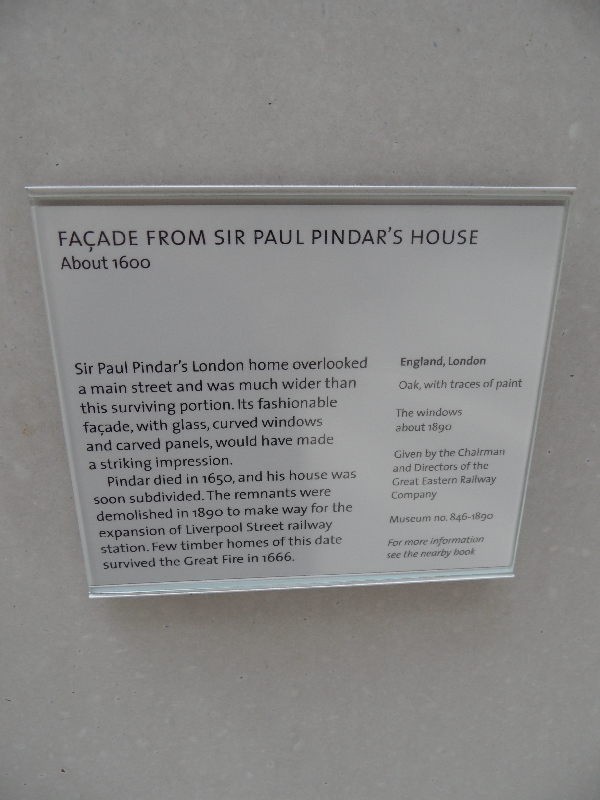 FAÇADE FROM SIR PAUL PINDAR'S HOUSE
About 1600
Sir Paul Pindar's London home overlooked
a main street and was much wider than
this surviving portion. Its fashionable
façade, with glass, curved windows
and carved panels, would have made
a striking impression.
Pindar died in 1650, and his house was
soon subdivided. The remnants were
demolished in 1890 to make way for the
expansion of Liverpool Street railway
station. Few timber homes of this date
survived the Great Fire in 1666.
England, London
Oak, with traces of paint
The windows
about 1890
Given by the Chairman
and Directors of the
Great Eastern Railway
Company
Museum no. 846-1890
For more information
see the nearby book